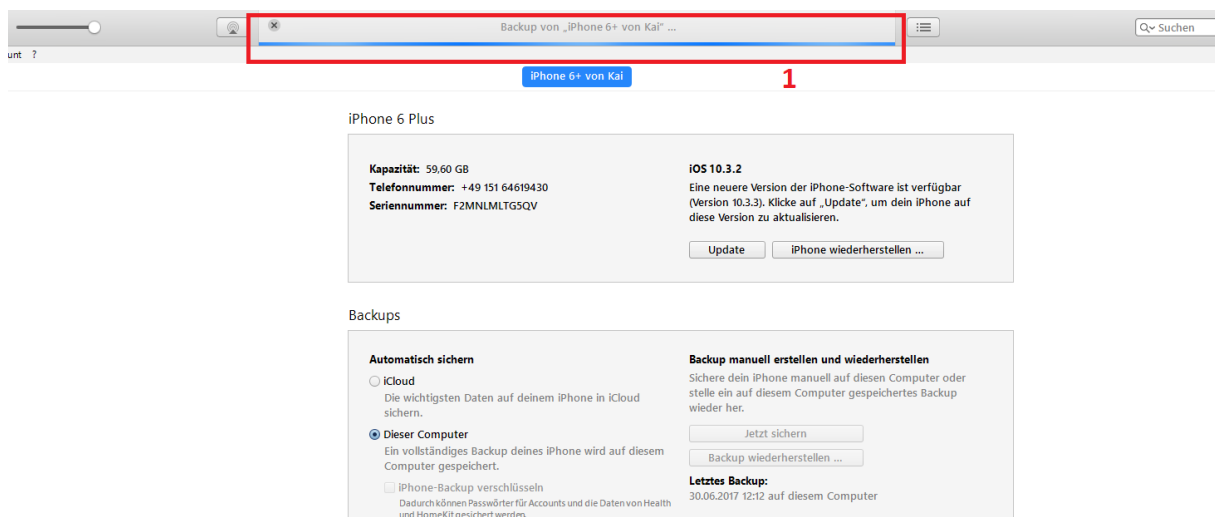 Backup von „iPhone 6+ von Kai“ ...
Suchen
unt ?
iPhone 6+ von Kai
1
iPhone 6 Plus
Kapazität: 59,60 GB
Telefonnummer: +49 151 64619430
Seriennummer: F2MNLMLTG5QV
iOS 10.3.2
Eine neuere Version der iPhone-Software ist verfügbar
(Version 10.3.3). Klicke auf „Update“, um dein iPhone auf
diese Version zu aktualisieren.
Update
iPhone wiederherstellen ...
Backups
Automatisch sichern
iCloud
Die wichtigsten Daten auf deinem iPhone in iCloud
sichern.
Dieser Computer
Ein vollständiges Backup deines iPhone wird auf diesem
Computer gespeichert.
iPhone-Backup verschlüsseln
Dadurch können Passwörter für Accounts und die Daten von Health
und HomeKit gesichert werden.
Backup manuell erstellen und wiederherstellen
Sichere dein iPhone manuell auf diesen Computer oder
stelle ein auf diesem Computer gespeichertes Backup
wieder her.
Jetzt sichern
Backup wiederherstellen ...
Letztes Backup:
30.06.2017 12:12 auf diesem Computer